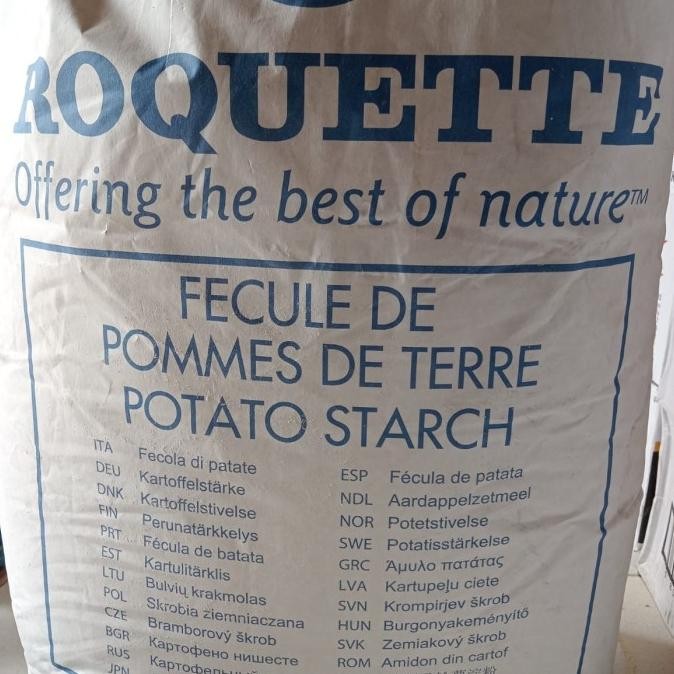 ROQUETTE
Offering the best of nature™
FECULE DE
POMMES DE TERRE
POTATO STARCH
ITA Fecola di patate
DEU Kartoffelstärke
DNK Kartoffelstivelse
FIN Perunatärkkelys
PRT Fécula de batata
EST Kartulitärklis
LTU Bulvių krakmolas
POL Skrobia ziemniaczana
CZE Bramborový škrob
BGR Картофено нишесте
RUS
JPN
ESP Fécula de patata
NDL Aardappelzetmeel
NOR Potetstivelse
SWE Potatisstärkelse
GRC Άμυλο πατάτας
LVA Kartupeļu ciete
SVN Krompirjev škrob
HUN Burgonyakeményítő
SVK Zemiakový škrob
ROM Amidon din cartof